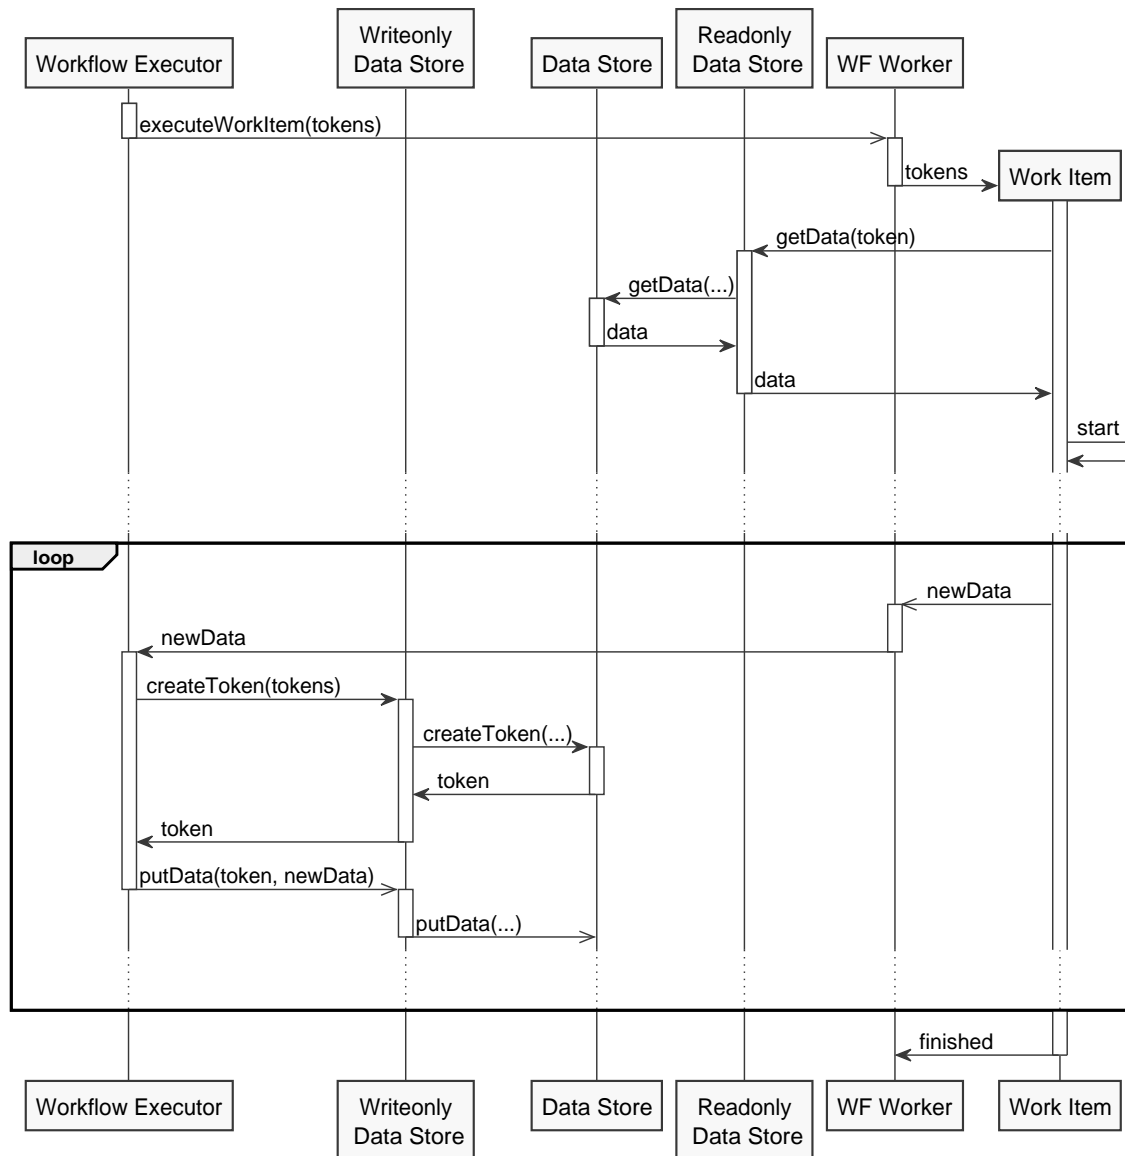 Workflow Executor
Writeonly
Data Store
Data Store
Readonly
Data Store
WF Worker
executeWorkItem(tokens)
tokens
Work Item
getData(token)
getData(...)
data
data
start
loop
newData
newData
createToken(tokens)
createToken(...)
token
token
putData(token, newData)
putData(...)
finished
Workflow Executor
Writeonly
Data Store
Data Store
Readonly
Data Store
WF Worker
Work Item